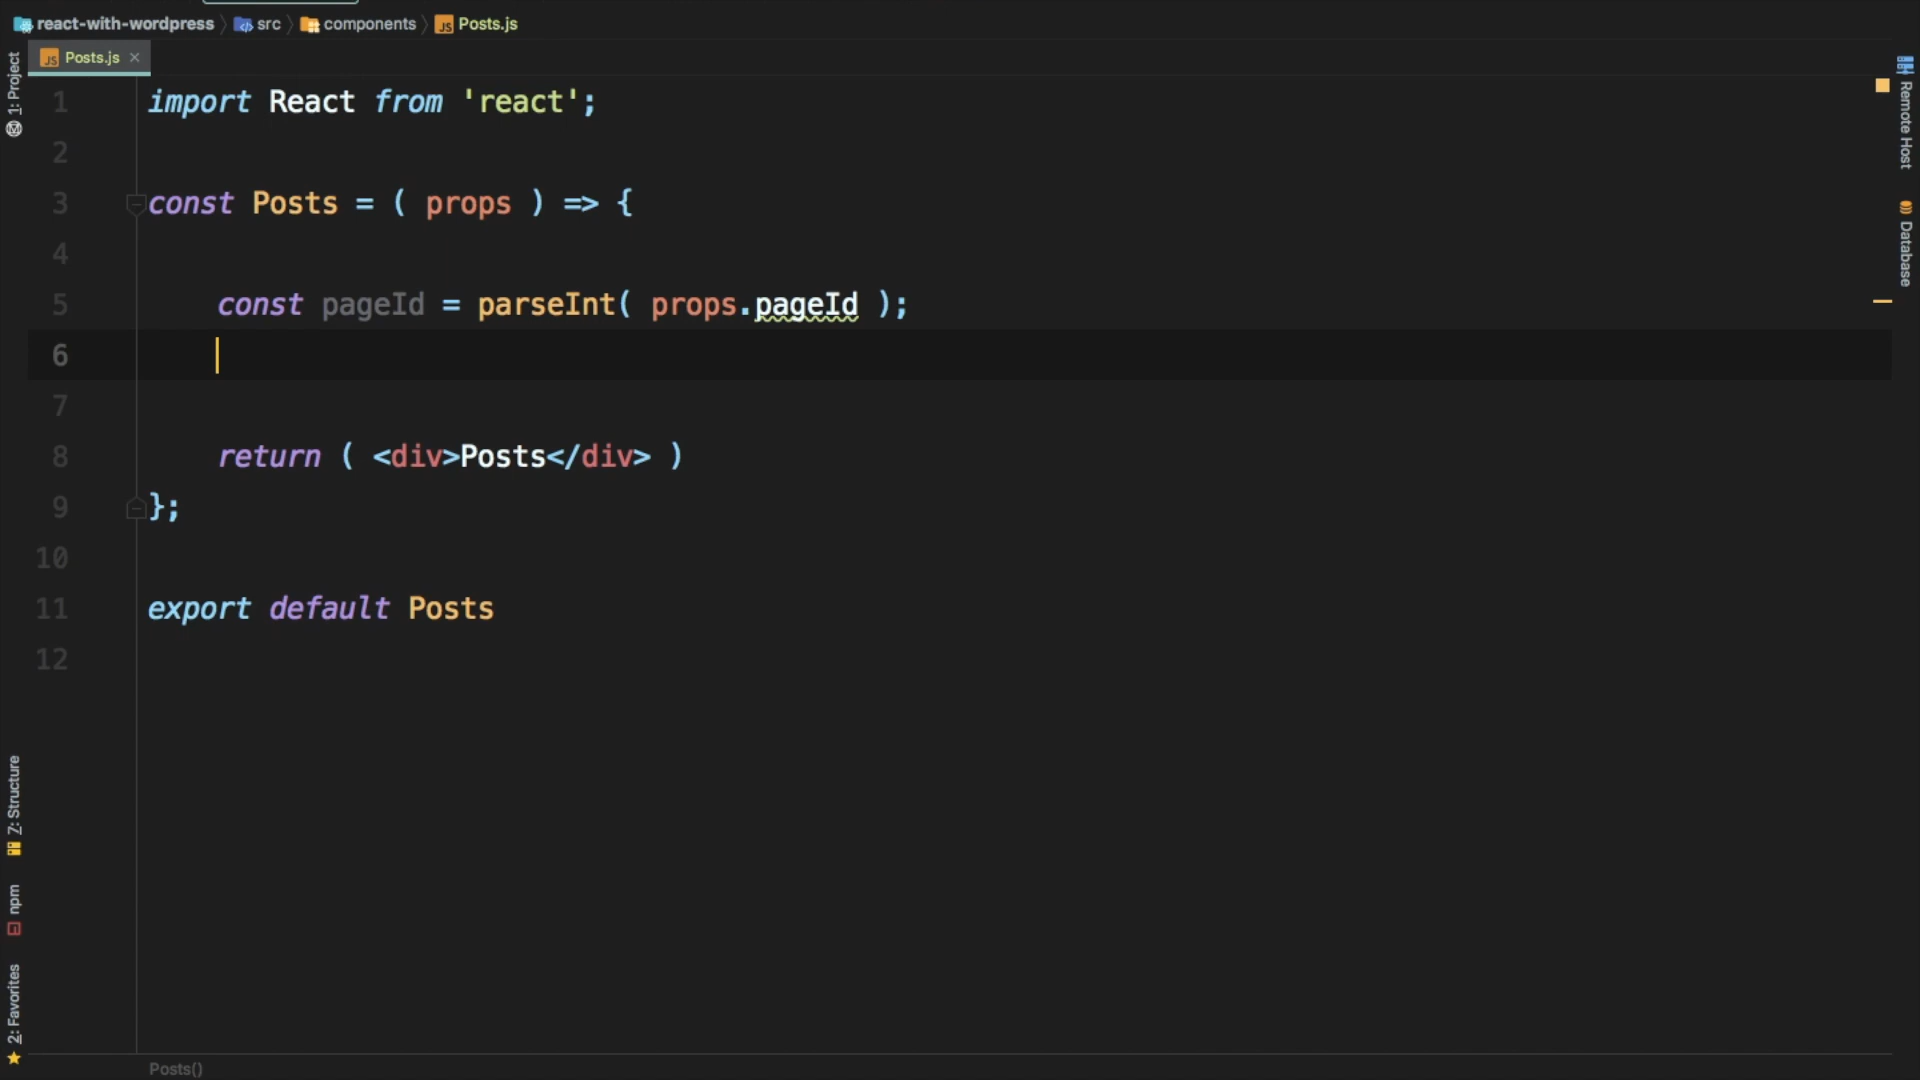 react-with-wordpress src components Posts.js
Posts.js
1: Project
Remote Host
Database
1 import React from 'react';
2
3 const Posts = ( props ) => {
4
5 const pageId = parseInt( props.pageId );
6
7
8 return ( <div>Posts</div> )
9 };
10
11 export default Posts
12
Z: Structure
npm
2: Favorites
Posts()